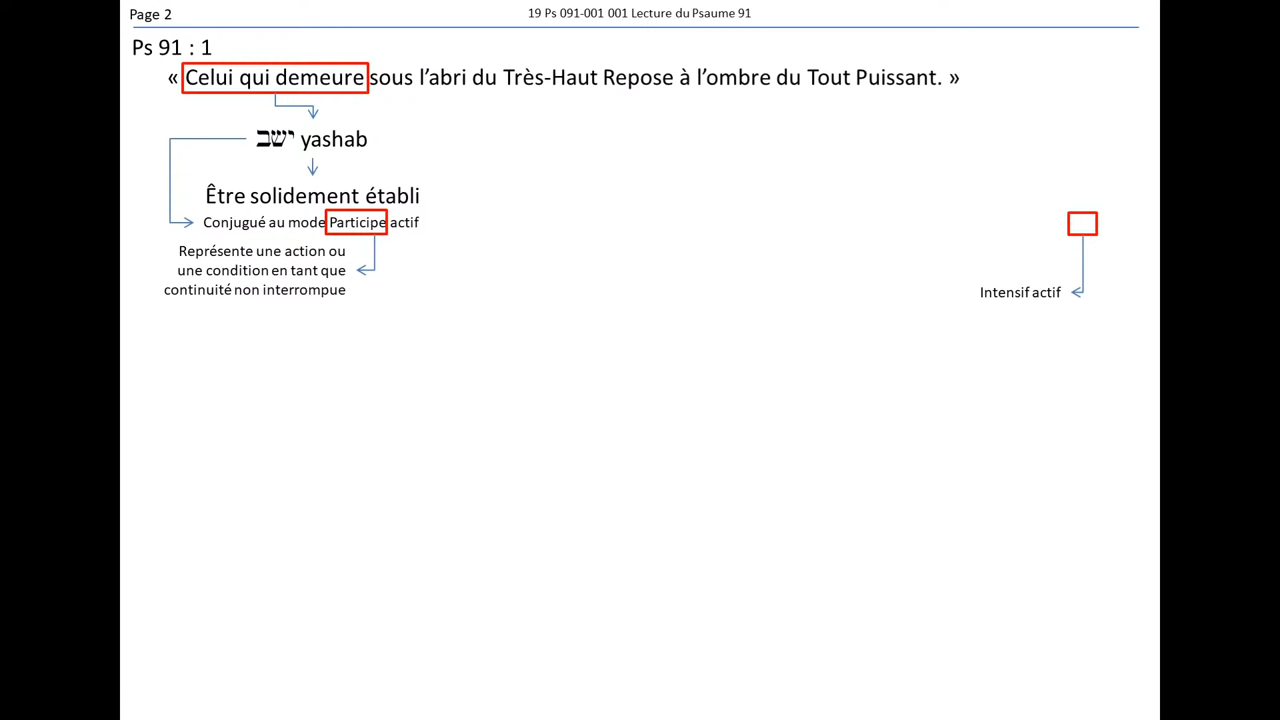 Page 2
19 Ps 091-001 001 Lecture du Psaume 91
Ps 91 : 1
« Celui qui demeure sous l’abri du Très-Haut Repose à l’ombre du Tout Puissant. »
ישב yashab
Être solidement établi
Conjugué au mode Participe actif
Représente une action ou
une condition en tant que
continuité non interrompue
Intensif actif